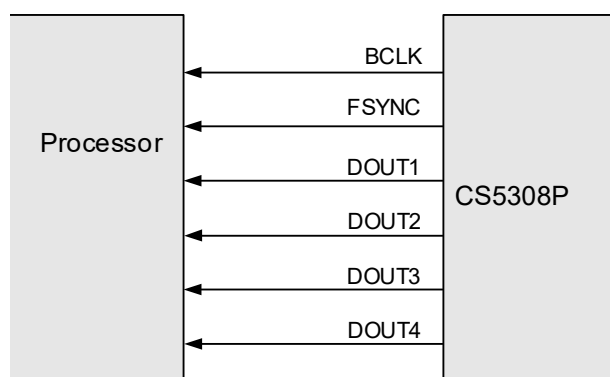 BCLK
FSYNC
Processor
DOUT1
CS5308P
DOUT2
DOUT3
DOUT4